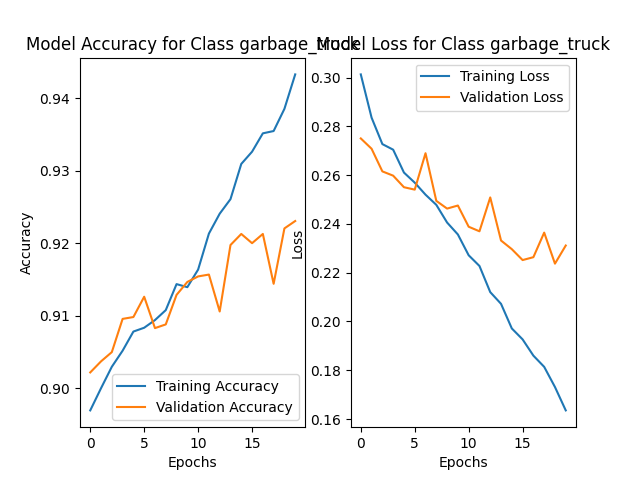 Model Accuracy for Class garbage_truck
Model Loss for Class garbage_truck
0.94
0.93
0.92
0.91
0.90
Accuracy
Training Accuracy
Validation Accuracy
0 5 10 15
Epochs
0.30
0.28
0.26
0.24
0.22
0.20
0.18
0.16
Loss
Training Loss
Validation Loss
0 5 10 15
Epochs